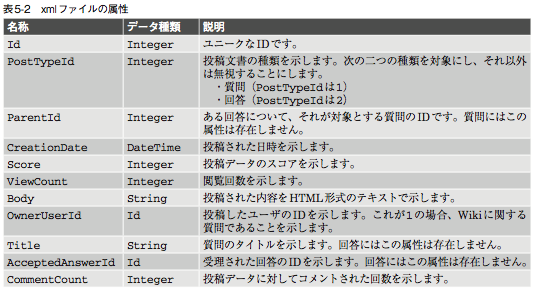 表5-2 xmlファイルの属性
名称 データ種類 説明
Id Integer ユニークなIDです。
PostTypeId Integer 投稿文書の種類を示します。次の二つの種類を対象にし、それ以外
は無視することにします。
・質問（PostTypeIdは1）
・回答（PostTypeIdは2）
ParentId Integer ある回答について、それが対象とする質問のIDです。質問にはこの
属性は存在しません。
CreationDate DateTime 投稿された日時を示します。
Score Integer 投稿データのスコアを示します。
ViewCount Integer 閲覧回数を示します。
Body String 投稿された内容をHTML形式のテキストで示します。
OwnerUserId Id 投稿したユーザのIDを示します。これが1の場合、Wikiに関する
質問であることを示します。
Title String 質問のタイトルを示します。回答にはこの属性は存在しません。
AcceptedAnswerId Id 受理された回答のIDを示します。回答にはこの属性は存在しません。
CommentCount Integer 投稿データに対してコメントされた回数を示します。